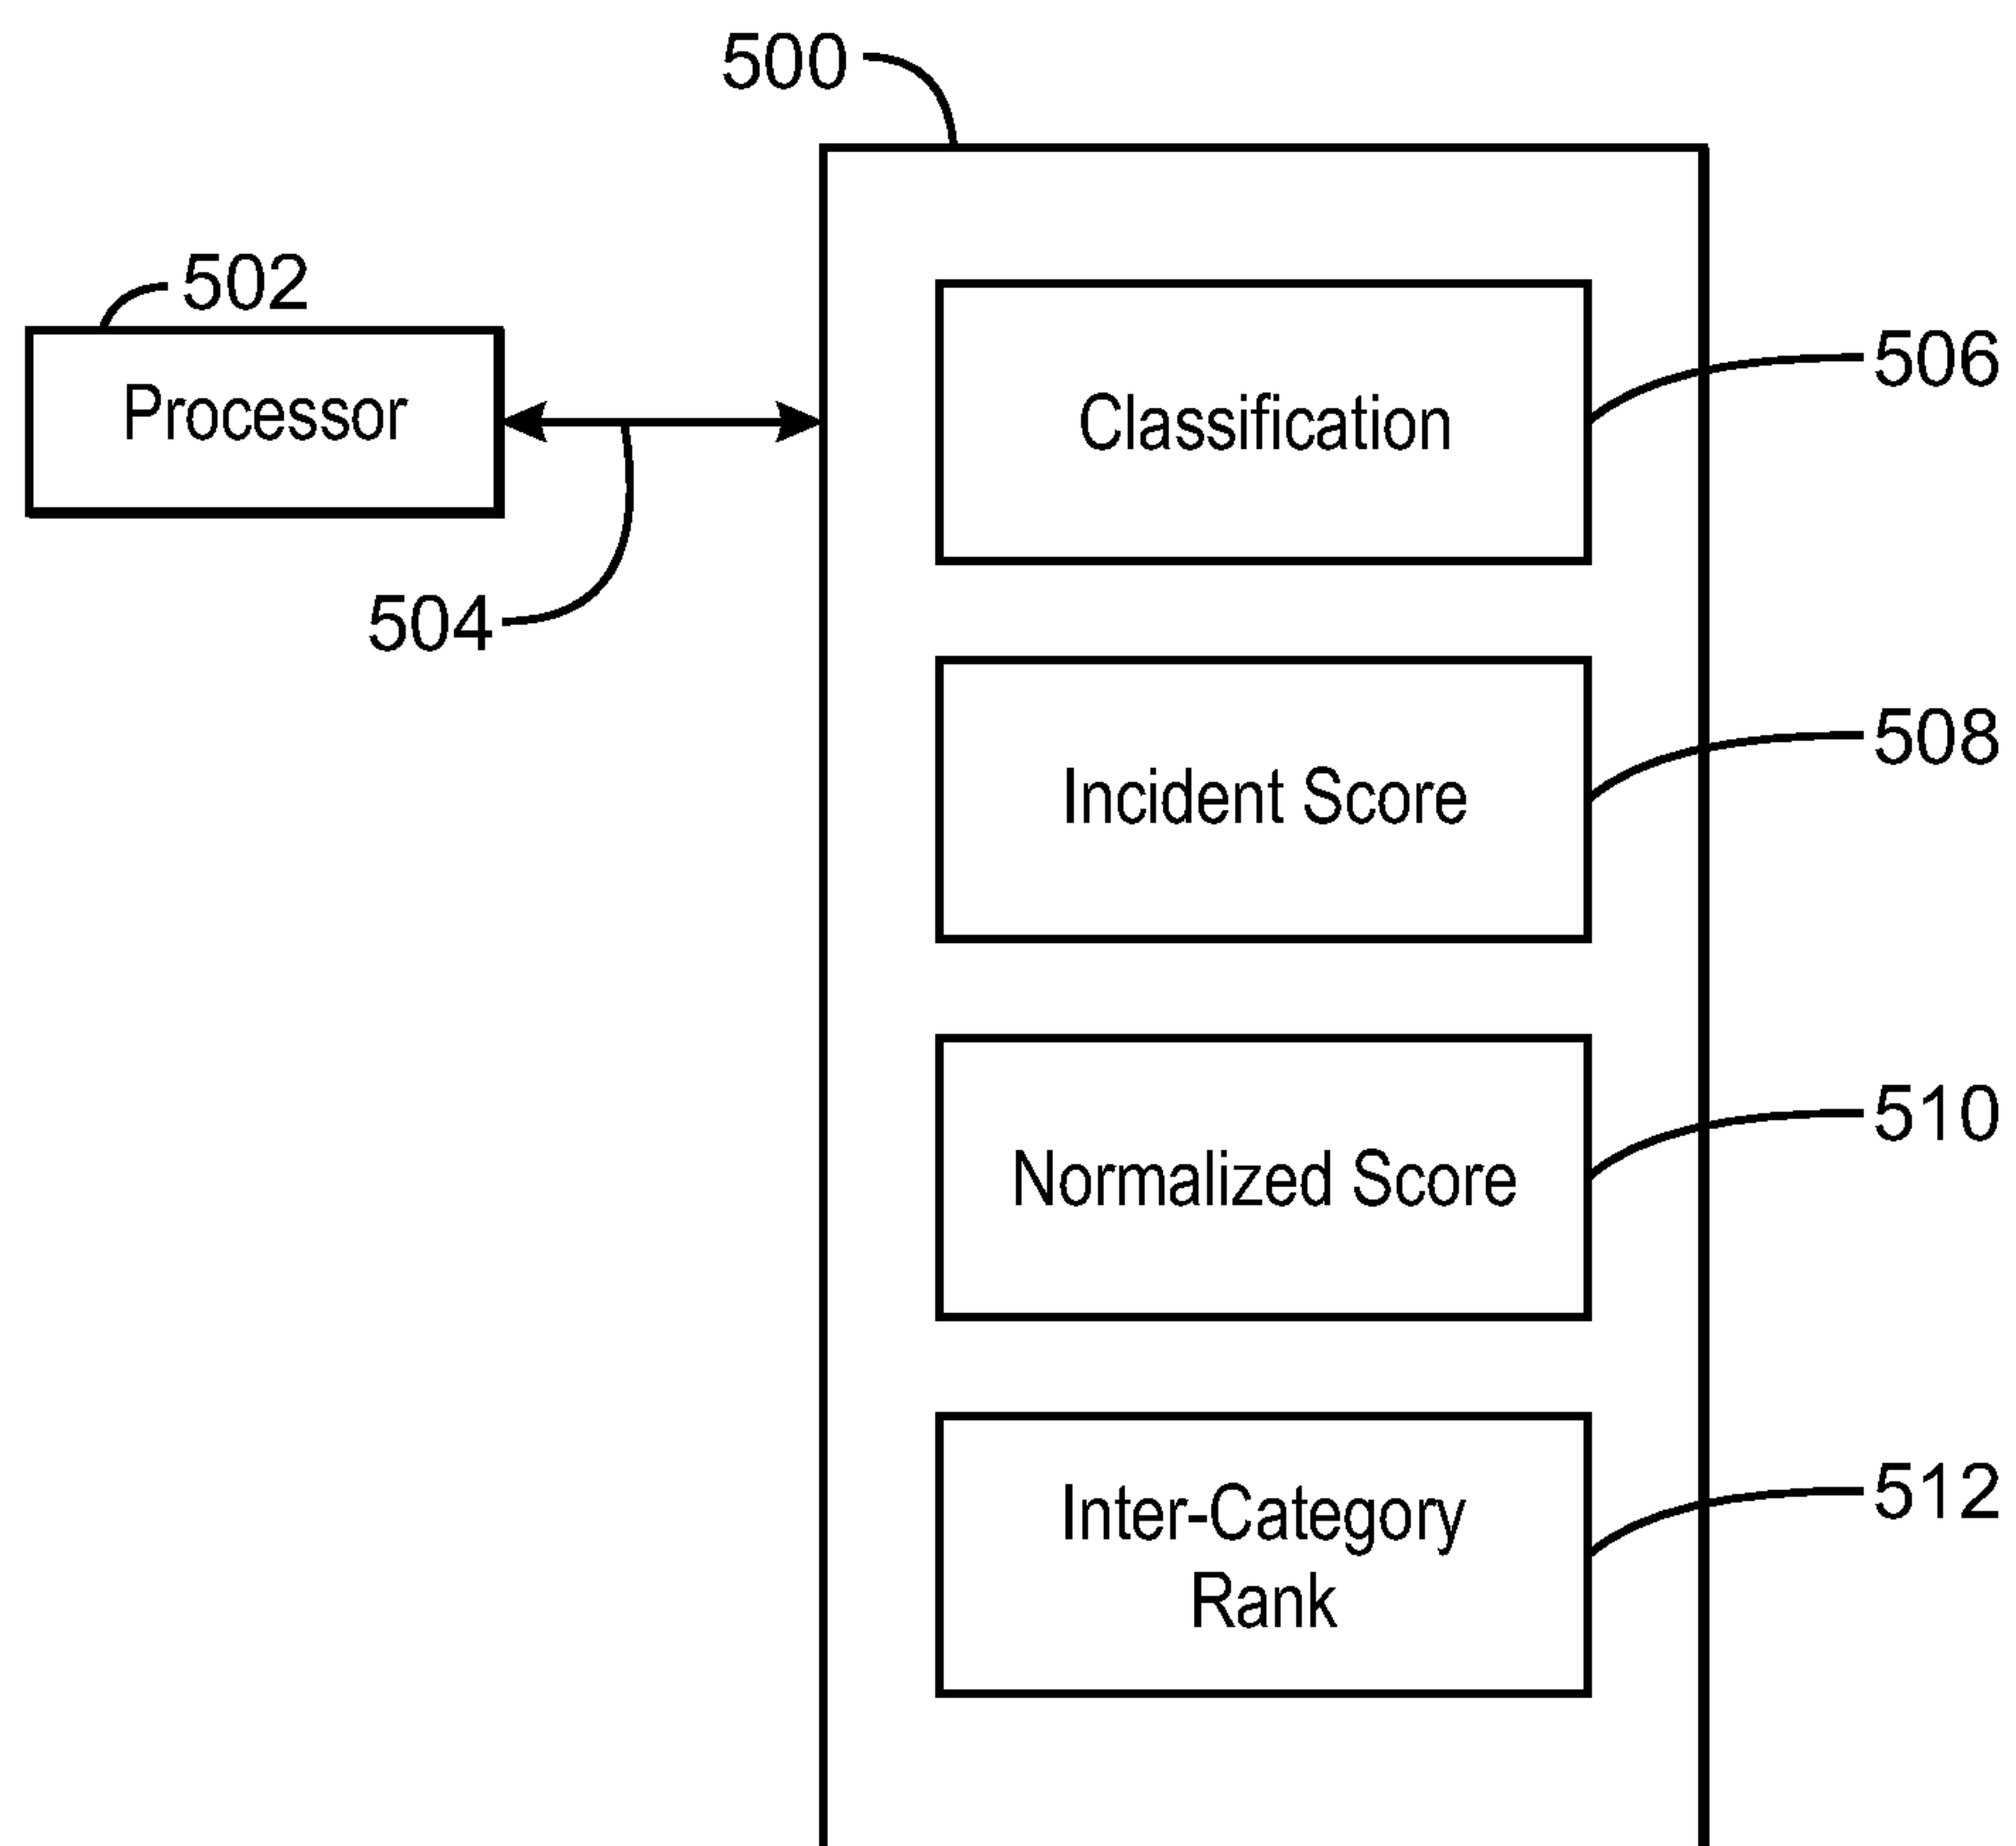 500
502
Processor
504
Classification
506
Incident Score
508
Normalized Score
510
Inter-Category
Rank
512